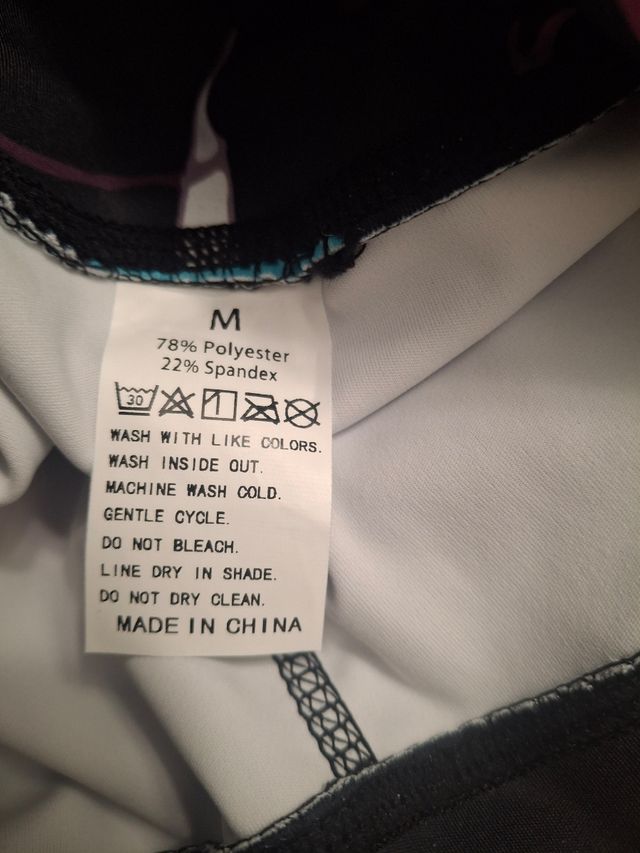 M
78% Polyester
22% Spandex
30
WASH WITH LIKE COLORS.
WASH INSIDE OUT.
MACHINE WASH COLD.
GENTLE CYCLE.
DO NOT BLEACH.
LINE DRY IN SHADE.
DO NOT DRY CLEAN.
MADE IN CHINA